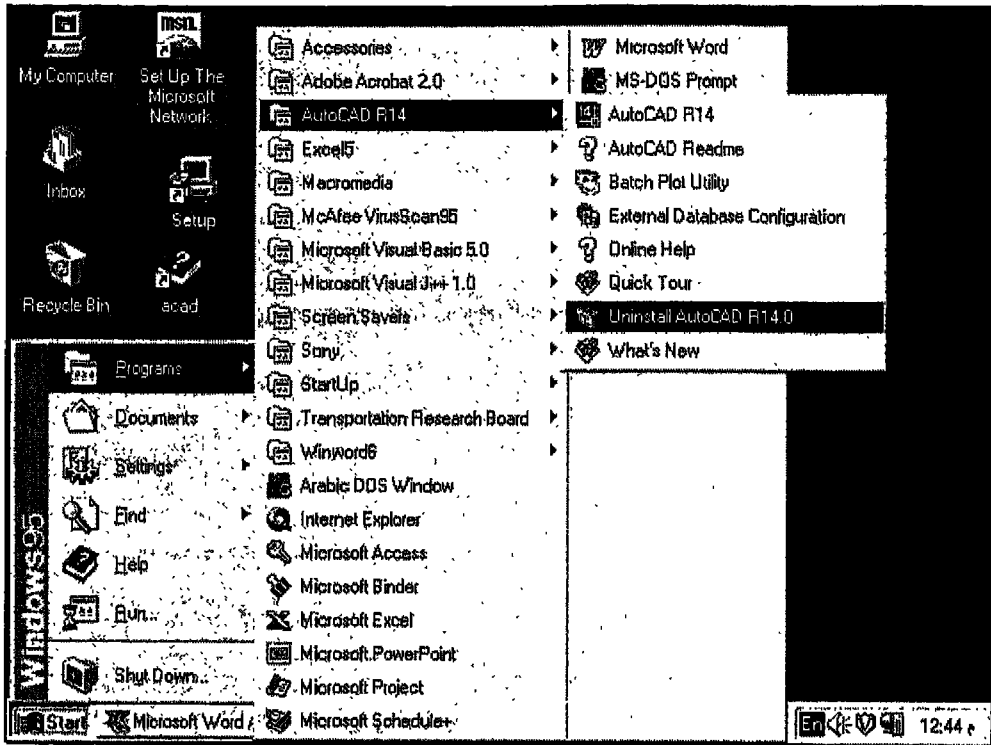 My Computer
msn.
Set Up The
Microsoft
Network
Inbox
Setup
Recycle Bin
acad
Windows95
Programs
Documents
Settings
Find
Help
Run...
Shut Down...
Accessories
Adobe Acrobat 2.0
AutoCAD R14
Excel5
Macromedia
McAfee VirusScan95
Microsoft Visual Basic 5.0
Microsoft Visual J++ 1.0
Screen Savers
Sony
StartUp
Transportation Research Board
Winword6
Arabic DOS Window
Internet Explorer
Microsoft Access
Microsoft Binder
Microsoft Excel
Microsoft PowerPoint
Microsoft Project
Microsoft Schedule+
Microsoft Word
MS-DOS Prompt
AutoCAD R14
AutoCAD Readme
Batch Plot Utility
External Database Configuration
Online Help
Quick Tour
Uninstall AutoCAD R14.0
What's New
Start
Microsoft Word
En
12:44 م